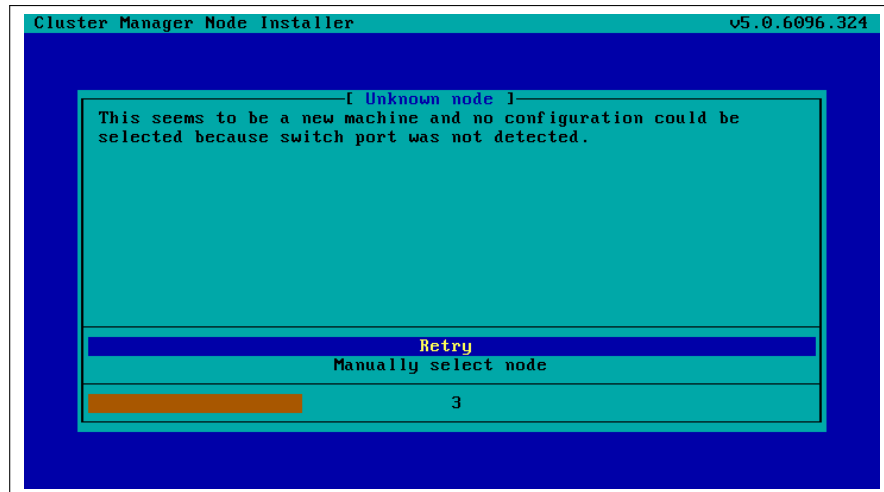 Cluster Manager Node Installer v5.0.6096.324
[ Unknown node ]
This seems to be a new machine and no configuration could be
selected because switch port was not detected.
Retry
Manually select node
3